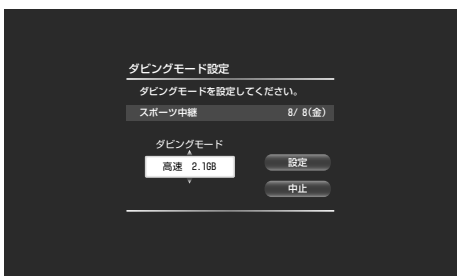 ダビングモード設定
ダビングモードを設定してください。
スポーツ中継 8/ 8(金)
ダビングモード
高速 2.1GB
設定
中止